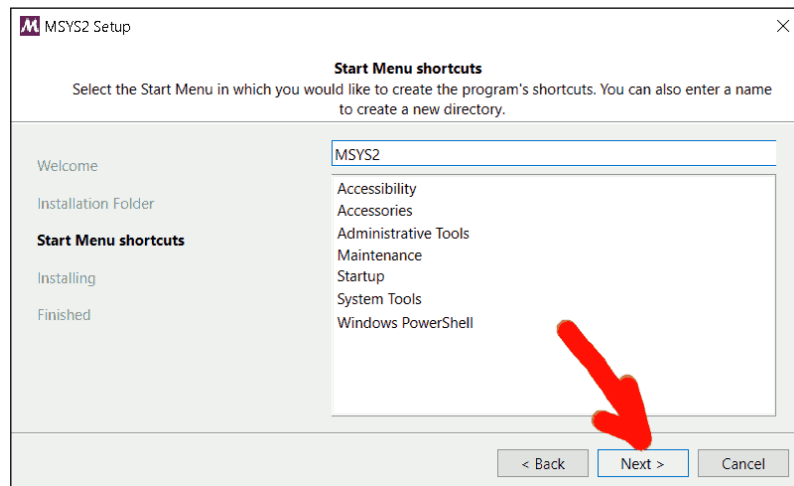 MSYS2 Setup
Start Menu shortcuts
Select the Start Menu in which you would like to create the program's shortcuts. You can also enter a name
to create a new directory.
Welcome
Installation Folder
Start Menu shortcuts
Installing
Finished
MSYS2
Accessibility
Accessories
Administrative Tools
Maintenance
Startup
System Tools
Windows PowerShell
< Back
Next >
Cancel